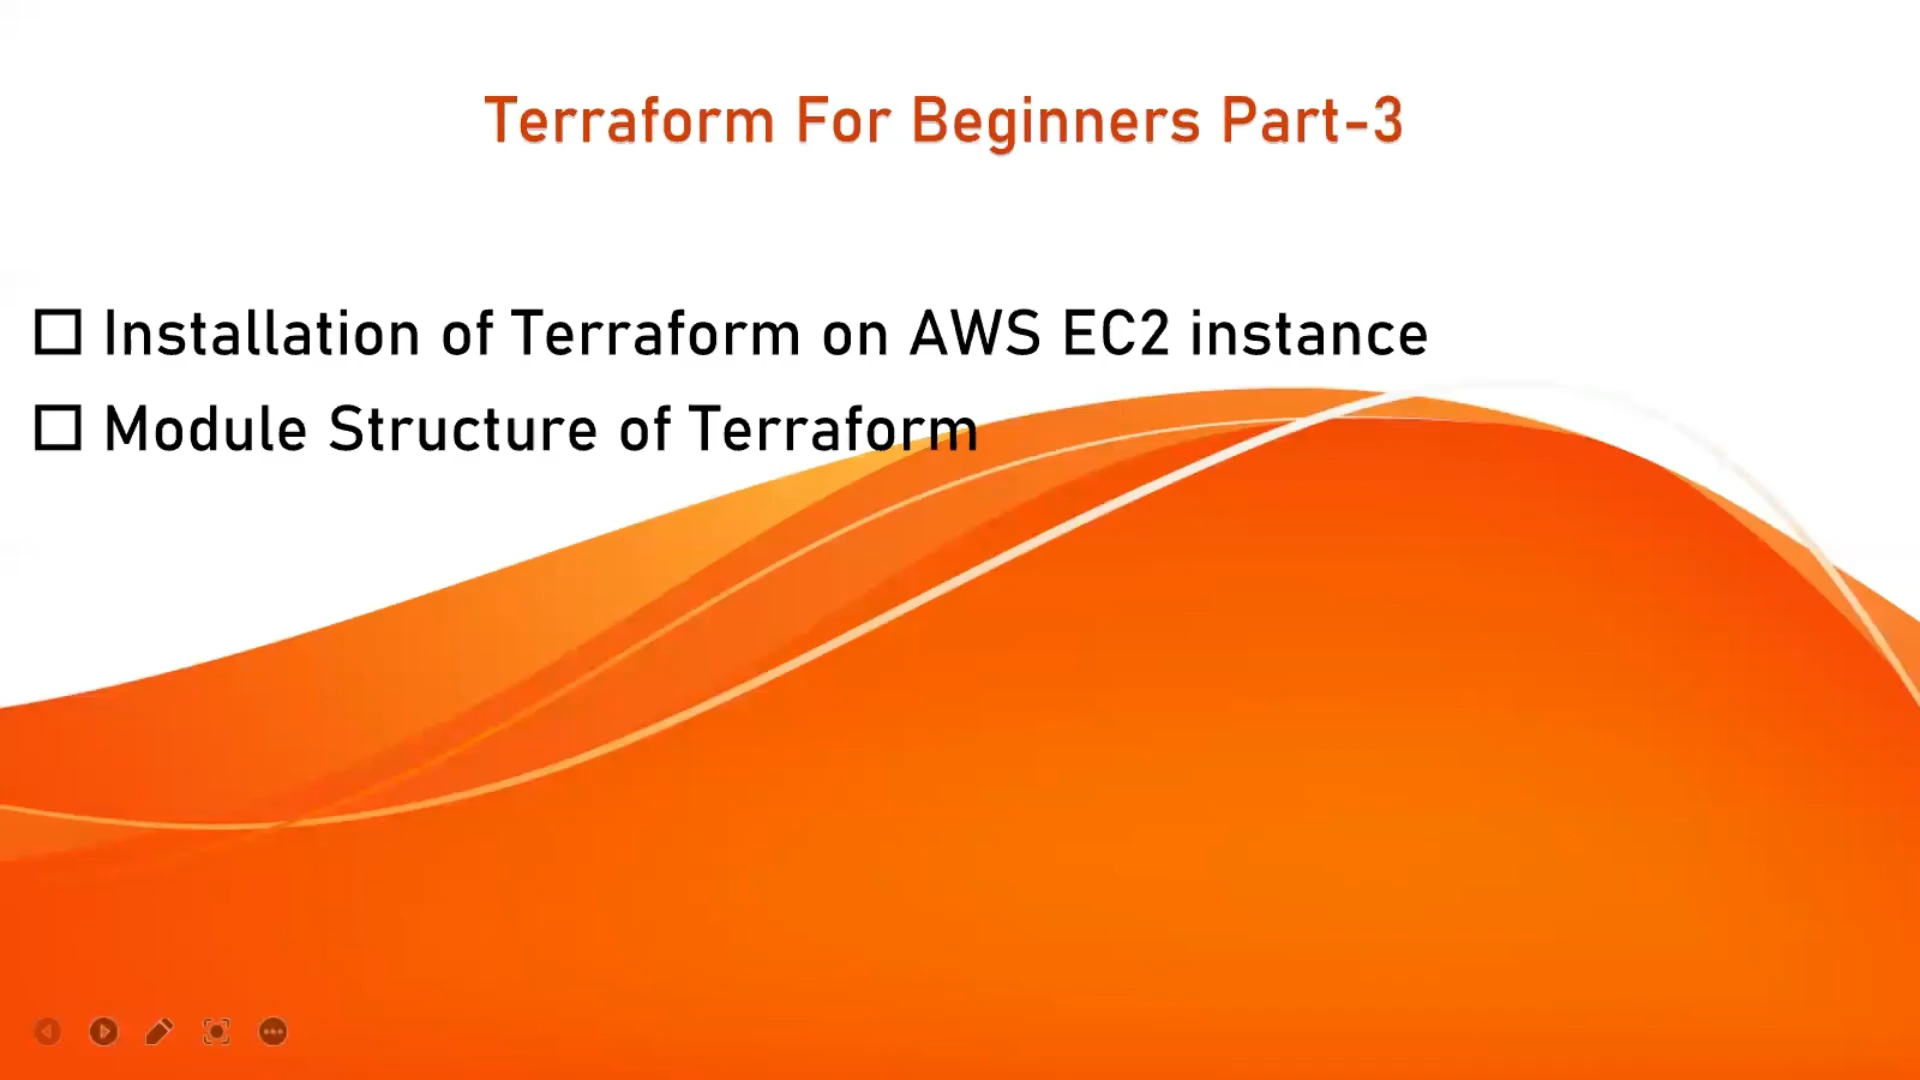 Terraform For Beginners Part-3
Installation of Terraform on AWS EC2 instance
Module Structure of Terraform